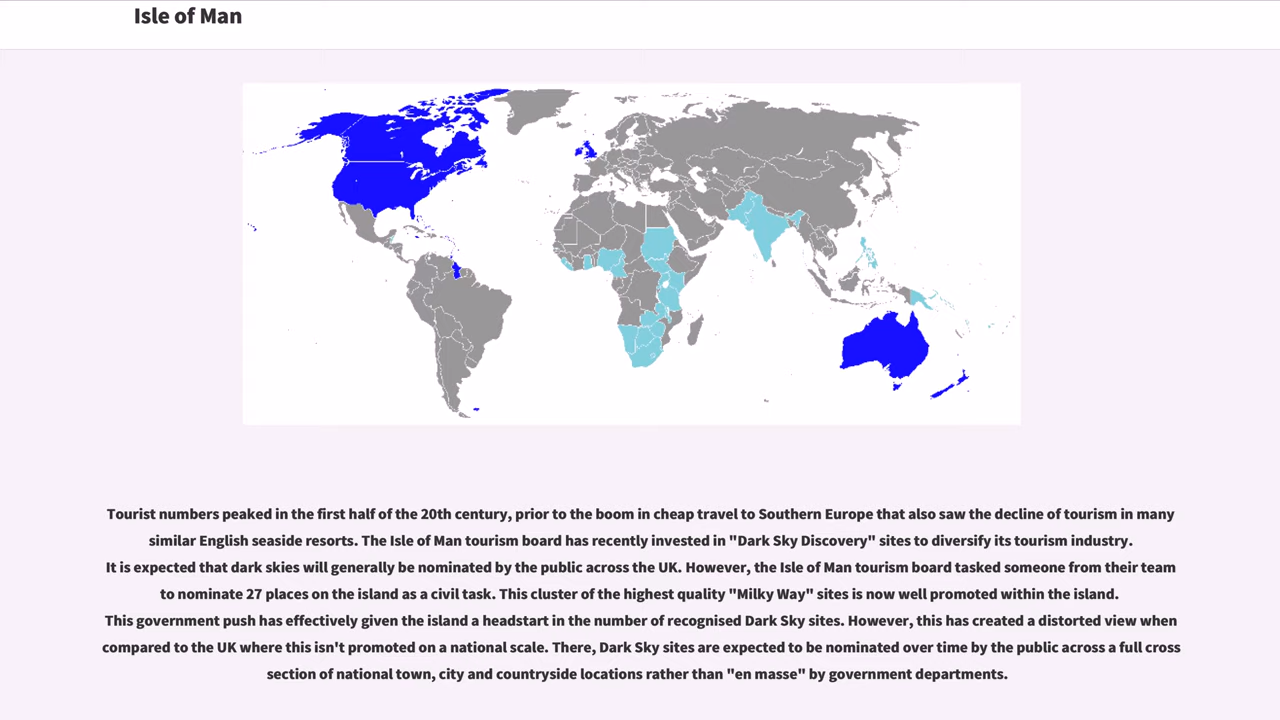 Isle of Man
Tourist numbers peaked in the first half of the 20th century, prior to the boom in cheap travel to Southern Europe that also saw the decline of tourism in many
similar English seaside resorts. The Isle of Man tourism board has recently invested in "Dark Sky Discovery" sites to diversify its tourism industry.
It is expected that dark skies will generally be nominated by the public across the UK. However, the Isle of Man tourism board tasked someone from their team
to nominate 27 places on the island as a civil task. This cluster of the highest quality "Milky Way" sites is now well promoted within the island.
This government push has effectively given the island a headstart in the number of recognised Dark Sky sites. However, this has created a distorted view when
compared to the UK where this isn't promoted on a national scale. There, Dark Sky sites are expected to be nominated over time by the public across a full cross
section of national town, city and countryside locations rather than "en masse" by government departments.